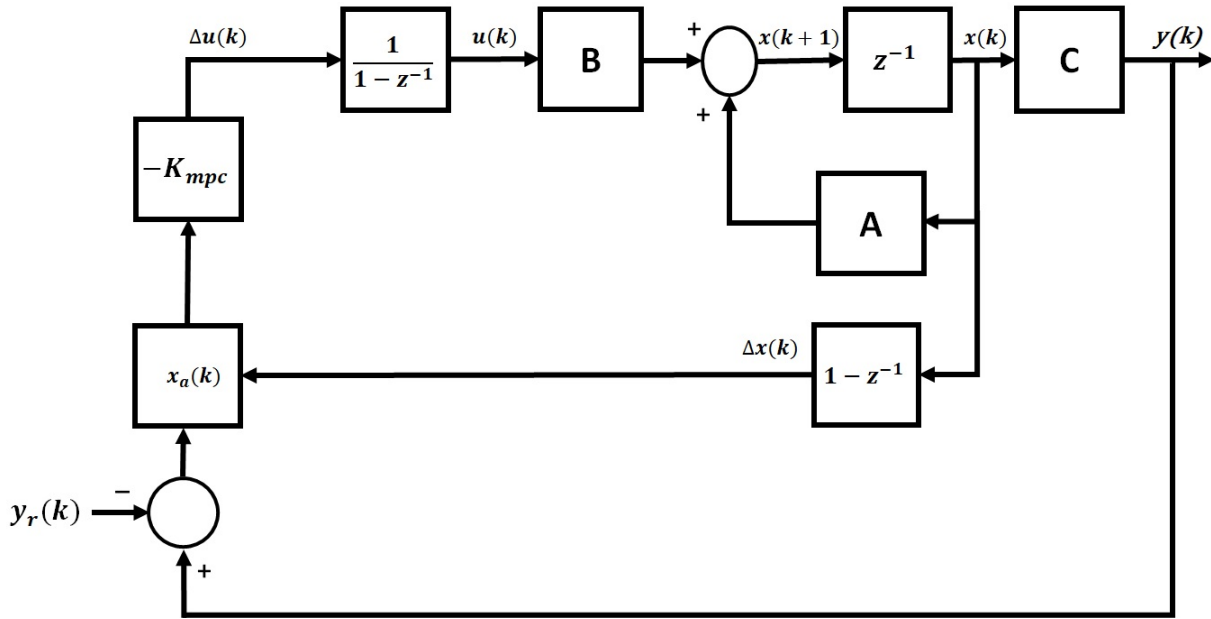 Δu(k)
1
1 − z⁻¹
u(k)
B
+
+
x(k + 1)
z⁻¹
x(k)
C
y(k)
−K_mpc
A
x_a(k)
Δx(k)
1 − z⁻¹
y_r(k)
−
+